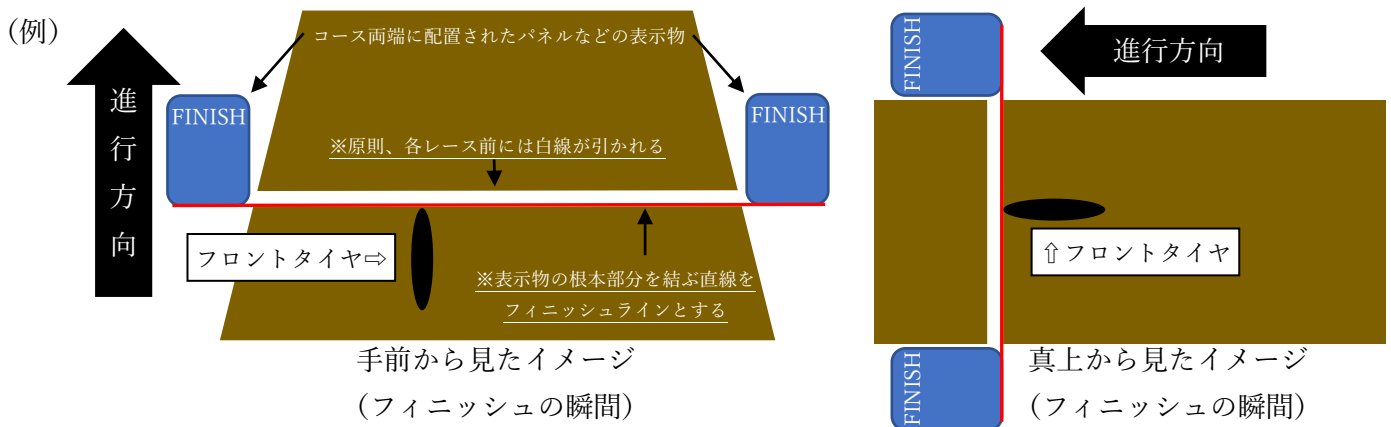 (例)
進行方向
コース両端に配置されたパネルなどの表示物
FINISH
FINISH
※原則、各レース前には白線が引かれる
フロントタイヤ⇨
※表示物の根本部分を結ぶ直線を
フィニッシュラインとする
手前から見たイメージ
(フィニッシュの瞬間)
FINISH
進行方向
⇧フロントタイヤ
FINISH
真上から見たイメージ
(フィニッシュの瞬間)